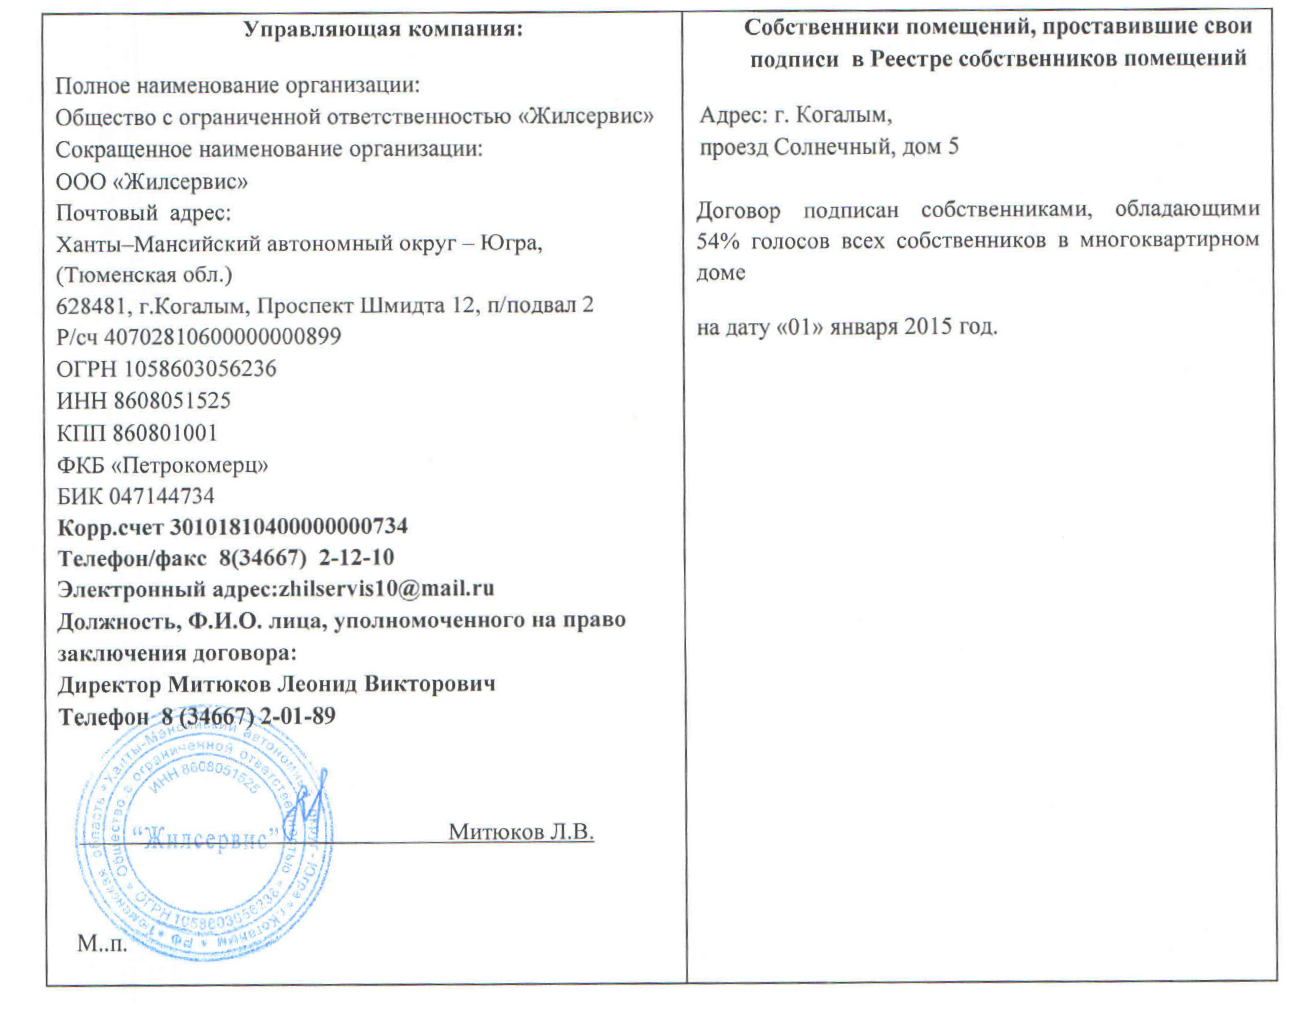 Управляющая компания:
Полное наименование организации:
Общество с ограниченной ответственностью «Жилсервис»
Сокращенное наименование организации:
ООО «Жилсервис»
Почтовый адрес:
Ханты–Мансийский автономный округ – Югра,
(Тюменская обл.)
628481, г.Когалым, Проспект Шмидта 12, п/подвал 2
Р/сч 40702810600000000899
ОГРН 1058603056236
ИНН 8608051525
КПП 860801001
ФКБ «Петрокомерц»
БИК 047144734
Корр.счет 30101810400000000734
Телефон/факс 8(34667) 2-12-10
Электронный адрес:zhilservis10@mail.ru
Должность, Ф.И.О. лица, уполномоченного на право
заключения договора:
Директор Митюков Леонид Викторович
Телефон 8 (34667) 2-01-89
ИНН 8608051525
“Жилсервис”
ОГРН 1058603056236
Митюков Л.В.
М..п.
Собственники помещений, проставившие свои
подписи в Реестре собственников помещений
Адрес: г. Когалым,
проезд Солнечный, дом 5
Договор подписан собственниками, обладающими
54% голосов всех собственников в многоквартирном
доме
на дату «01» января 2015 год.